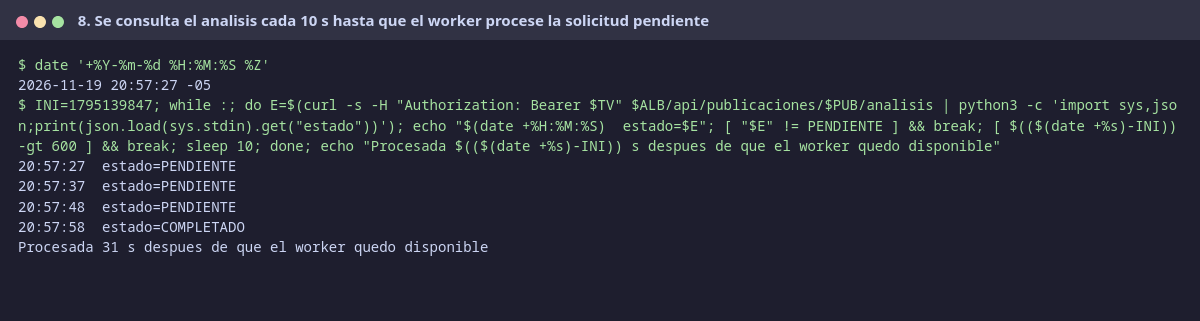 8. Se consulta el analisis cada 10 s hasta que el worker procese la solicitud pendiente
$ date '+%Y-%m-%d %H:%M:%S %Z'
2026-11-19 20:57:27 -05
$ INI=1795139847; while :; do E=$(curl -s -H "Authorization: Bearer $TV" $ALB/api/publicaciones/$PUB/analisis | python3 -c 'import sys,jso
n;print(json.load(sys.stdin).get("estado"))'); echo "$(date +%H:%M:%S)  estado=$E"; [ "$E" != PENDIENTE ] && break; [ $(($(date +%s)-INI))
-gt 600 ] && break; sleep 10; done; echo "Procesada $(($(date +%s)-INI)) s despues de que el worker quedo disponible"
20:57:27  estado=PENDIENTE
20:57:37  estado=PENDIENTE
20:57:48  estado=PENDIENTE
20:57:58  estado=COMPLETADO
Procesada 31 s despues de que el worker quedo disponible